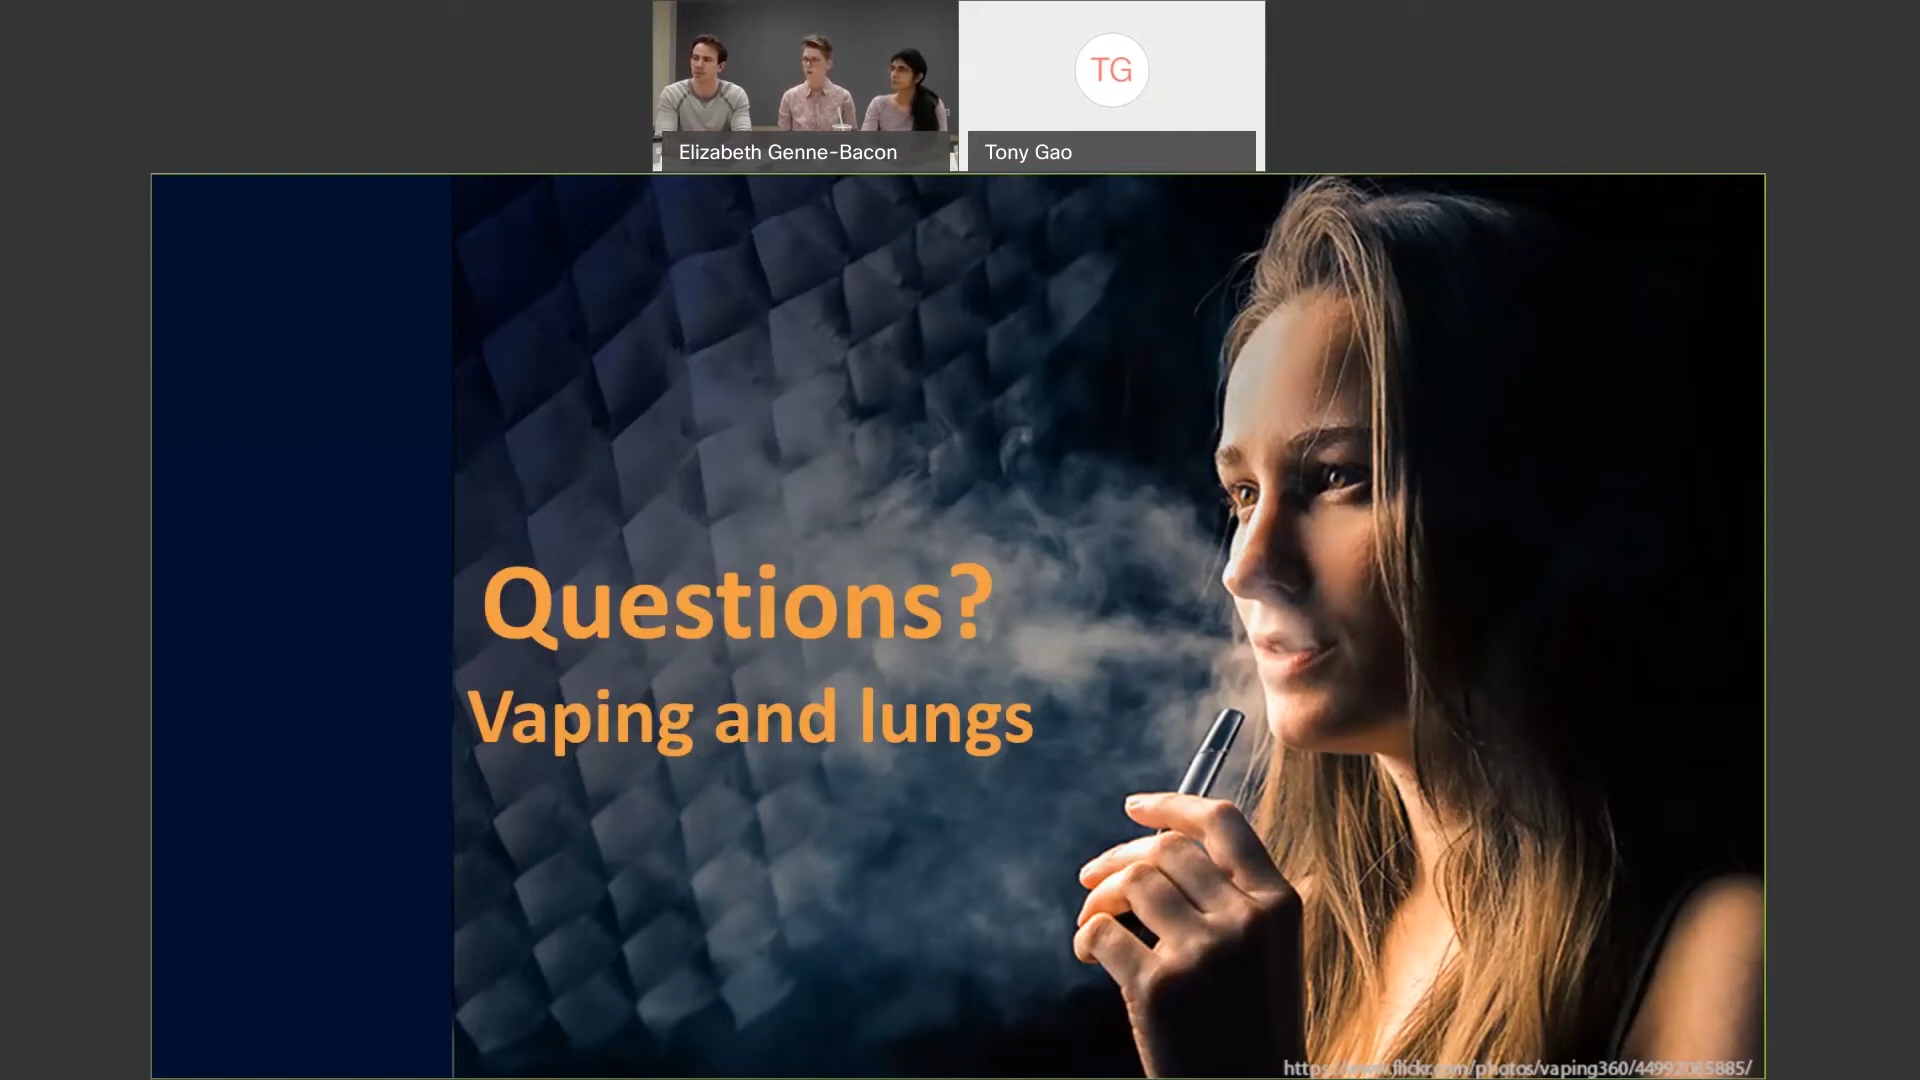 TG
Elizabeth Genne-Bacon
Tony Gao
Questions?
Vaping and lungs